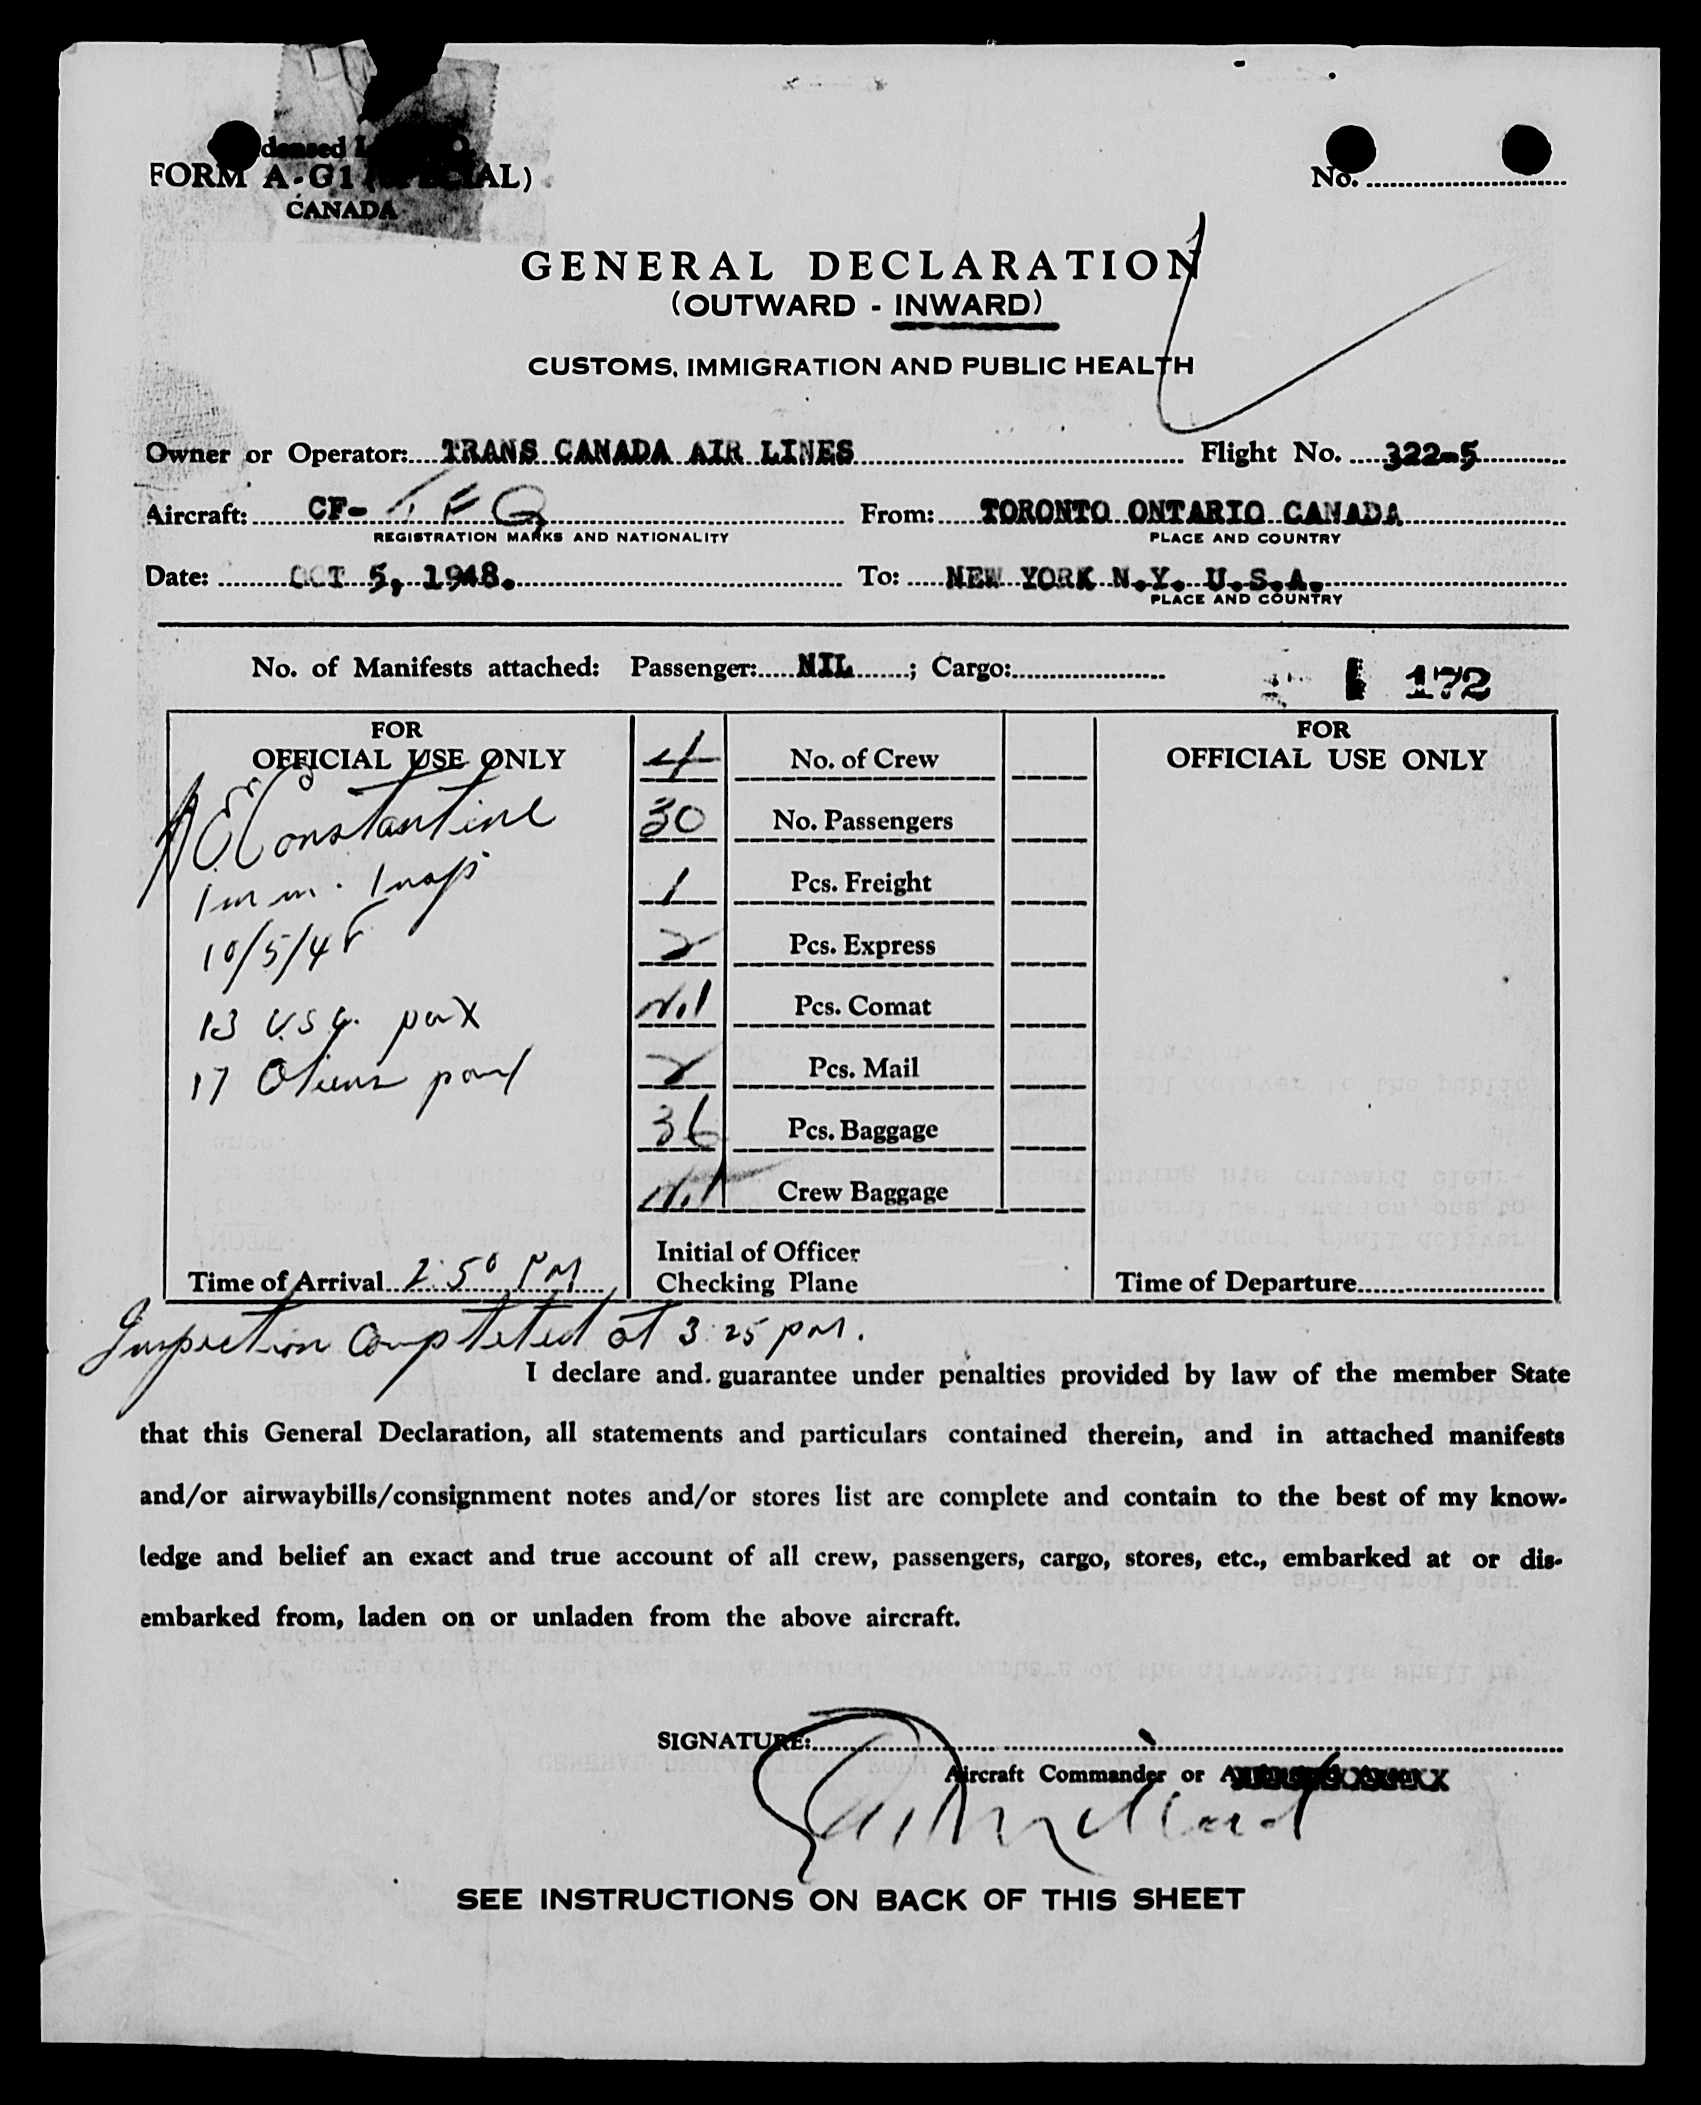 FORM A-G1 (SPECIAL)
CANADA
No.
GENERAL DECLARATION
(OUTWARD - INWARD)
CUSTOMS, IMMIGRATION AND PUBLIC HEALTH
Owner or Operator: TRANS CANADA AIR LINES Flight No. 322-5
Aircraft: CF- TFQ From: TORONTO ONTARIO CANADA
REGISTRATION MARKS AND NATIONALITY PLACE AND COUNTRY
Date: OCT 5, 1948. To: NEW YORK N.Y. U.S.A.
PLACE AND COUNTRY
No. of Manifests attached: Passenger: NIL ; Cargo: 172
FOR
OFFICIAL USE ONLY
Constantine
Imm. Insp
10/5/48
13 U.S.C. pax
17 Aliens
Time of Arrival 2:50 PM
4 No. of Crew
30 No. Passengers
1 Pcs. Freight
2 Pcs. Express
Nil Pcs. Comat
2 Pcs. Mail
36 Pcs. Baggage
Nil Crew Baggage
Initial of Officer
Checking Plane
FOR
OFFICIAL USE ONLY
Time of Departure
Inspection Completed at 3:25 PM.
I declare and guarantee under penalties provided by law of the member State
that this General Declaration, all statements and particulars contained therein, and in attached manifests
and/or airwaybills/consignment notes and/or stores list are complete and contain to the best of my know-
ledge and belief an exact and true account of all crew, passengers, cargo, stores, etc., embarked at or dis-
embarked from, laden on or unladen from the above aircraft.
SIGNATURE:
Aircraft Commander or
SEE INSTRUCTIONS ON BACK OF THIS SHEET